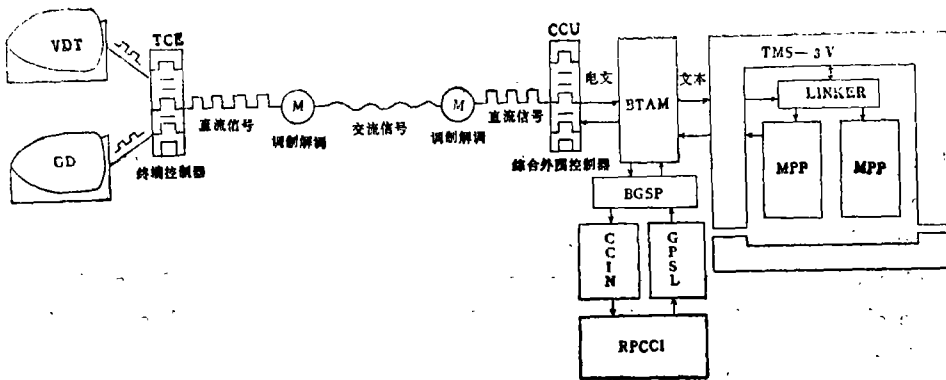 VDT
TCE
CCU
TMS—3V
电文
BTAM
文本
LINKER
M
M
直流信号
调制解调
交流信号
调制解调
直流信号
GD
终端控制器
综合外围控制器
MPP
MPP
BGSP
CCIN
GPSL
RPCCI